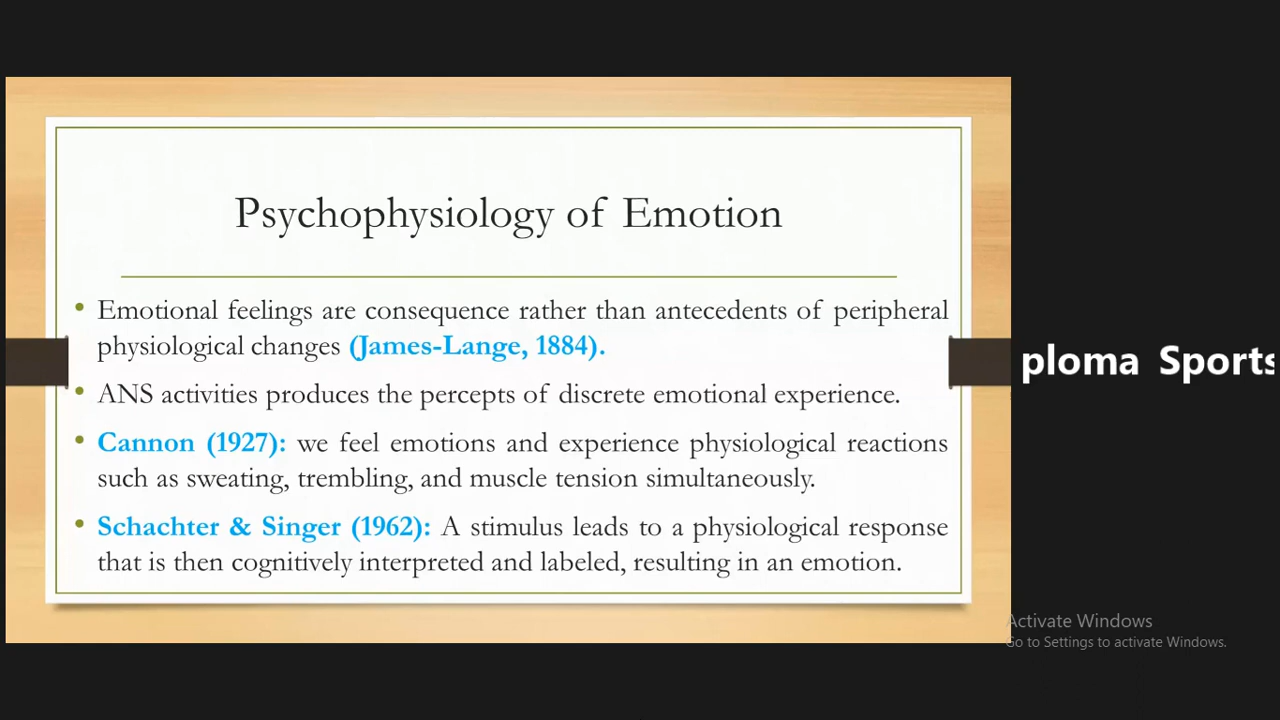 Psychophysiology of Emotion
• Emotional feelings are consequence rather than antecedents of peripheral
physiological changes (James-Lange, 1884).
• ANS activities produces the percepts of discrete emotional experience.
• Cannon (1927): we feel emotions and experience physiological reactions
such as sweating, trembling, and muscle tension simultaneously.
• Schachter & Singer (1962): A stimulus leads to a physiological response
that is then cognitively interpreted and labeled, resulting in an emotion.
ploma Sports
Activate Windows
Go to Settings to activate Windows.